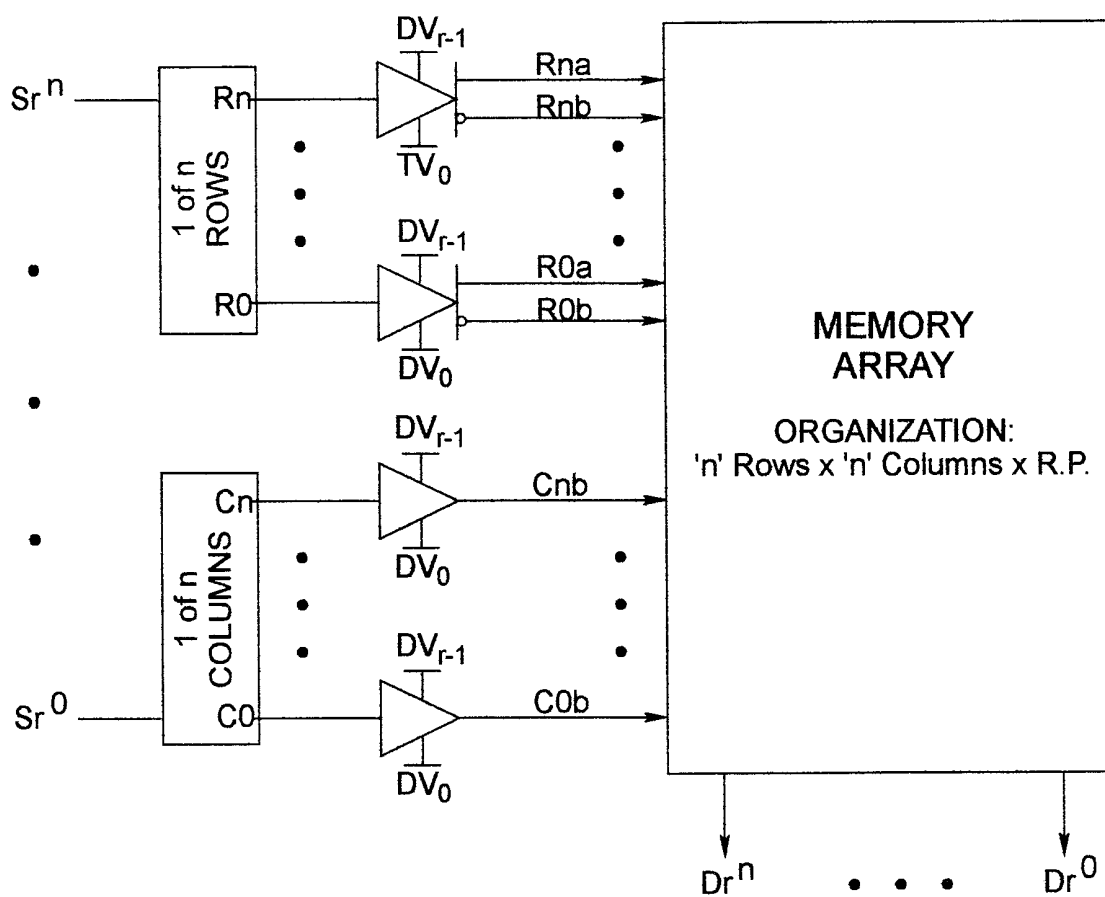 DVr-1
Rna
Sr^n
Rn
Rnb
1 of n
ROWS
TV0
DVr-1
R0a
R0
R0b
DV0
MEMORY
ARRAY
ORGANIZATION:
'n' Rows x 'n' Columns x R.P.
DVr-1
Cn
Cnb
1 of n
COLUMNS
DV0
DVr-1
Sr^0
C0
C0b
DV0
Dr^n
Dr^0